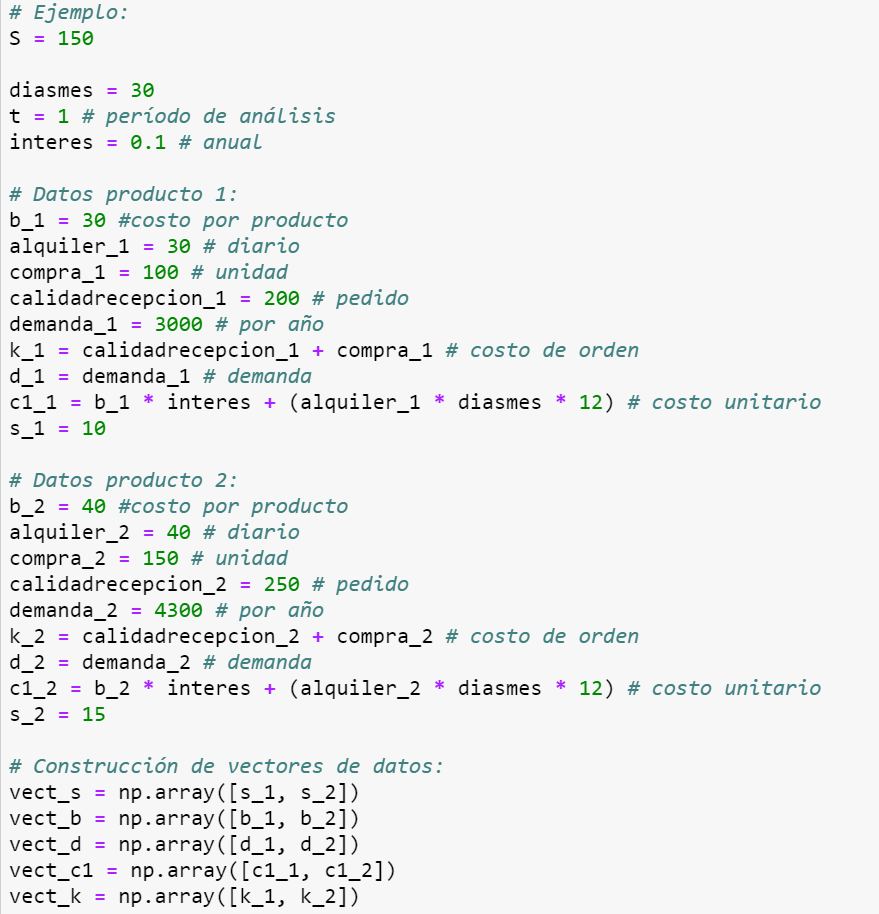 # Ejemplo:
S = 150
diasmes = 30
t = 1 # período de análisis
interes = 0.1 # anual
# Datos producto 1:
b_1 = 30 #costo por producto
alquiler_1 = 30 # diario
compra_1 = 100 # unidad
calidadrecepcion_1 = 200 # pedido
demanda_1 = 3000 # por año
k_1 = calidadrecepcion_1 + compra_1 # costo de orden
d_1 = demanda_1 # demanda
c1_1 = b_1 * interes + (alquiler_1 * diasmes * 12) # costo unitario
s_1 = 10
# Datos producto 2:
b_2 = 40 #costo por producto
alquiler_2 = 40 # diario
compra_2 = 150 # unidad
calidadrecepcion_2 = 250 # pedido
demanda_2 = 4300 # por año
k_2 = calidadrecepcion_2 + compra_2 # costo de orden
d_2 = demanda_2 # demanda
c1_2 = b_2 * interes + (alquiler_2 * diasmes * 12) # costo unitario
s_2 = 15
# Construcción de vectores de datos:
vect_s = np.array([s_1, s_2])
vect_b = np.array([b_1, b_2])
vect_d = np.array([d_1, d_2])
vect_c1 = np.array([c1_1, c1_2])
vect_k = np.array([k_1, k_2])